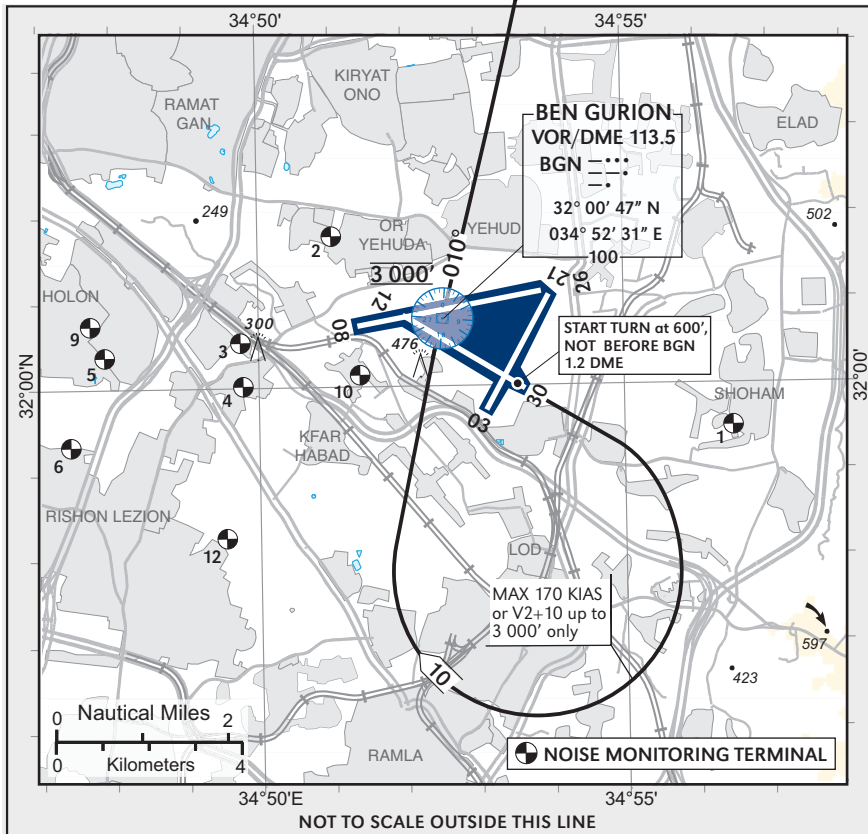 34°50' 34°55'
KIRYAT
ONO
RAMAT
GAN
BEN GURION
VOR/DME 113.5
BGN
32° 00' 47" N
034° 52' 31" E
100
ELAD
249
502
2
OR
YEHUDA
YEHUD
010°
3 000'
21
26
12
08
HOLON
300
9
3
476
5
START TURN at 600',
NOT BEFORE BGN
1.2 DME
32°00'N
32°00'
10
4
30
03
SHOHAM
1
KFAR
HABAD
6
RISHON LEZION
12
LOD
MAX 170 KIAS
or V2+10 up to
3 000' only
597
423
10
0 Nautical Miles 2
0 Kilometers 4
RAMLA
NOISE MONITORING TERMINAL
34°50'E 34°55'
NOT TO SCALE OUTSIDE THIS LINE